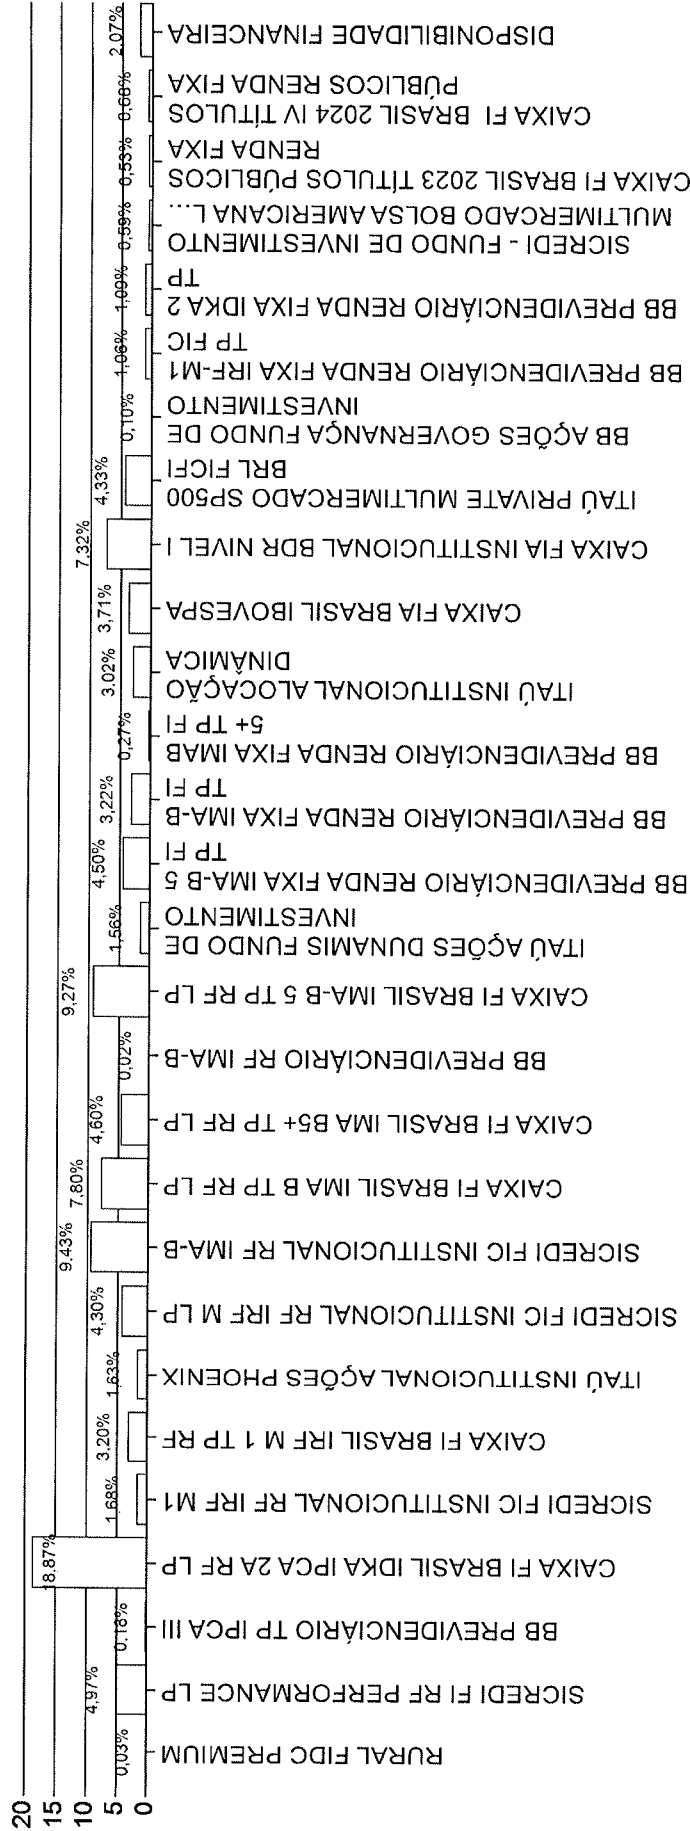 20
15
10
5
0
0,03%
RURAL FIDC PREMIUM
4,97%
SICREDI FI RF PERFORMANCE LP
0,18%
BB PREVIDENCIÁRIO TP IPCA III
18,87%
CAIXA FI BRASIL IDKA IPCA 2A RF LP
1,68%
SICREDI FIC INSTITUCIONAL RF IRF M1
3,20%
CAIXA FI BRASIL IRF M 1 TP RF
1,63%
ITAÚ INSTITUCIONAL AÇÕES PHOENIX
4,30%
SICREDI FIC INSTITUCIONAL RF IRF M LP
9,43%
SICREDI FIC INSTITUCIONAL RF IMA-B
7,80%
CAIXA FI BRASIL IMA B TP RF LP
4,60%
CAIXA FI BRASIL IMA B5+ TP RF LP
0,02%
BB PREVIDENCIÁRIO RF IMA-B
9,27%
CAIXA FI BRASIL IMA-B 5 TP RF LP
1,56%
ITAÚ AÇÕES DUNAMIS FUNDO DE
INVESTIMENTO
4,50%
BB PREVIDENCIÁRIO RENDA FIXA IMA-B 5
TP FI
3,22%
BB PREVIDENCIÁRIO RENDA FIXA IMA-B
TP FI
0,27%
BB PREVIDENCIÁRIO RENDA FIXA IMAB
5+ TP FI
3,02%
ITAÚ INSTITUCIONAL ALOCAÇÃO
DINÂMICA
3,71%
CAIXA FIA BRASIL IBOVESPA
7,32%
CAIXA FIA INSTITUCIONAL BDR NIVEL I
4,33%
ITAÚ PRIVATE MULTIMERCADO SP500
BRL FICFI
0,10%
BB AÇÕES GOVERNANÇA FUNDO DE
INVESTIMENTO
1,06%
BB PREVIDENCIÁRIO RENDA FIXA IRF-M1
TP FIC
1,09%
BB PREVIDENCIÁRIO RENDA FIXA IDKA 2
TP
0,59%
SICREDI - FUNDO DE INVESTIMENTO
MULTIMERCADO BOLSA AMERICANA L...
0,53%
CAIXA FI BRASIL 2023 TÍTULOS PÚBLICOS
RENDA FIXA
0,68%
CAIXA FI BRASIL 2024 IV TÍTULOS
PÚBLICOS RENDA FIXA
2,07%
DISPONIBILIDADE FINANCEIRA